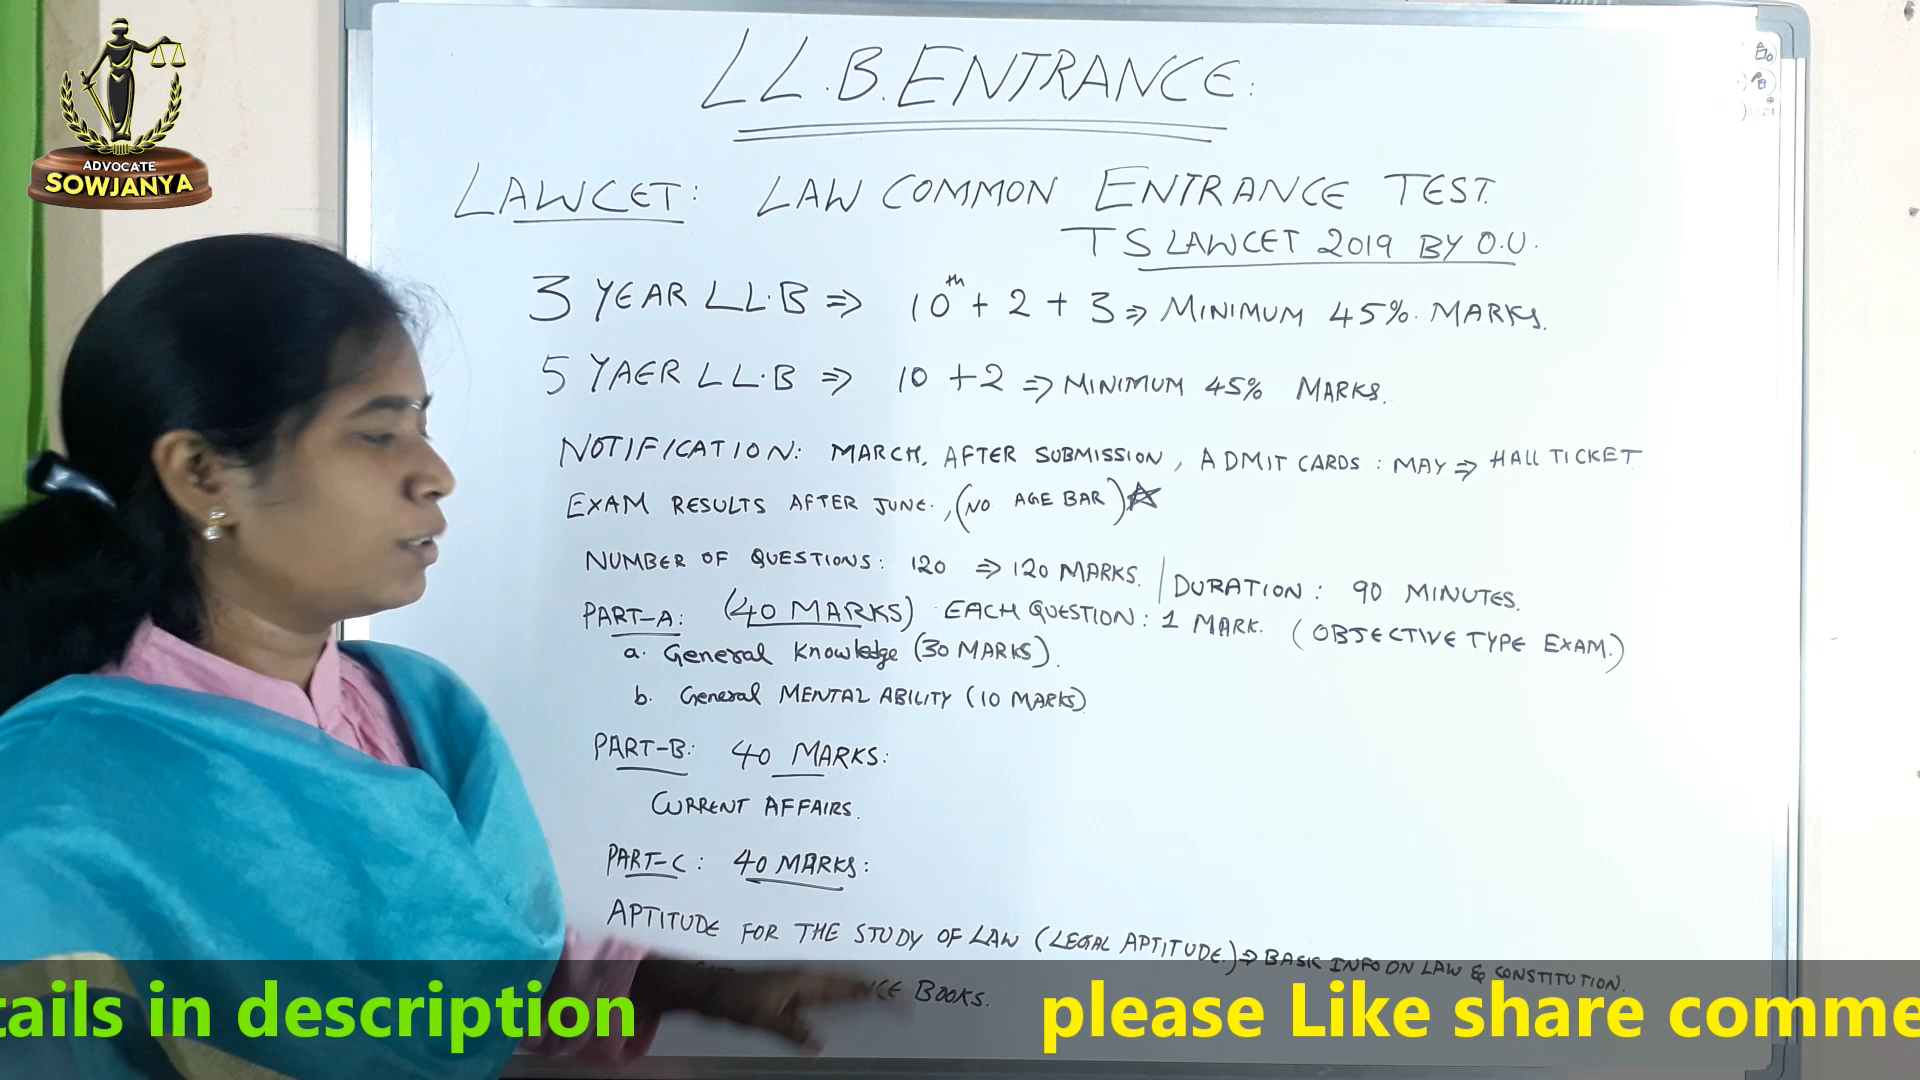 ADVOCATE
SOWJANYA
LL.B. ENTRANCE:
LAWCET: LAW COMMON ENTRANCE TEST.
TS LAWCET 2019 BY O.U.
3 YEAR LL.B ⇒ 10th + 2 + 3 ⇒ MINIMUM 45% MARKS.
5 YAER LL.B ⇒ 10 + 2 ⇒ MINIMUM 45% MARKS.
NOTIFICATION: MARCH, AFTER SUBMISSION, ADMIT CARDS: MAY ⇒ HALL TICKET
EXAM RESULTS AFTER JUNE., (NO AGE BAR) ☆
NUMBER OF QUESTIONS: 120 ⇒ 120 MARKS. | DURATION: 90 MINUTES.
PART-A: (40 MARKS) EACH QUESTION: 1 MARK. (OBJECTIVE TYPE EXAM.)
a. General Knowledge (30 MARKS).
b. General MENTAL ABILITY (10 MARKS)
PART-B: 40 MARKS:
CURRENT AFFAIRS.
PART-C: 40 MARKS:
APTITUDE FOR THE STUDY OF LAW (LEGAL APTITUDE.) ⇒ BASIC INFO ON LAW & CONSTITUTION.
BOOKS.
tails in description please Like share comme